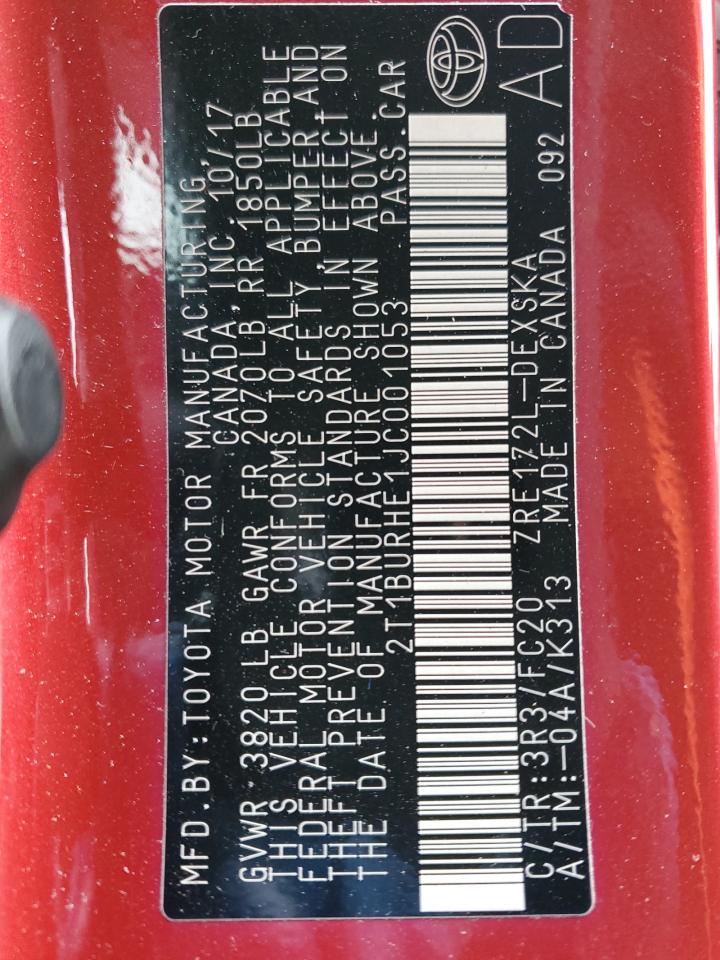 MFD.BY:TOYOTA MOTOR MANUFACTURING,
CANADA, INC. 10/17
GVWR 3820LB GAWR FR 2070LB RR 1850LB
THIS VEHICLE CONFORMS TO ALL APPLICABLE
FEDERAL MOTOR VEHICLE SAFETY, BUMPER,AND
THEFT PREVENTION STANDARDS IN EFFECT ON
THE DATE OF MANUFACTURE SHOWN ABOVE.
2T1BURHE1JC001053 PASS.CAR
C/TR:3R3/FC20 ZRE172L-DEXSKA
A/TM:-04A/K313 MADE IN CANADA 092
AD